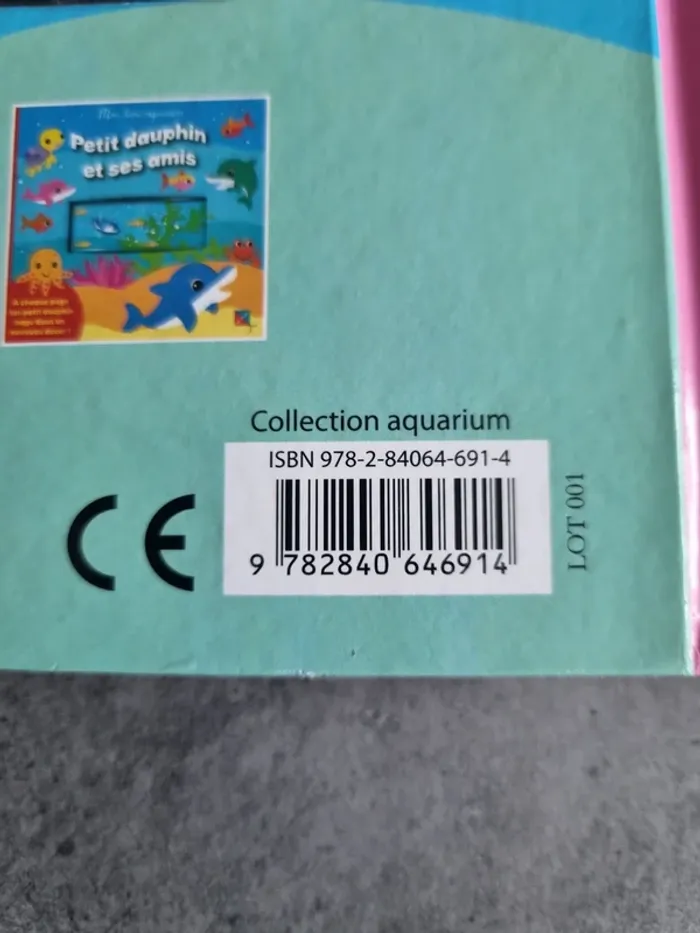 Petit dauphin
et ses amis
Collection aquarium
ISBN 978-2-84064-691-4
9 782840 646914
CE
LOT 001